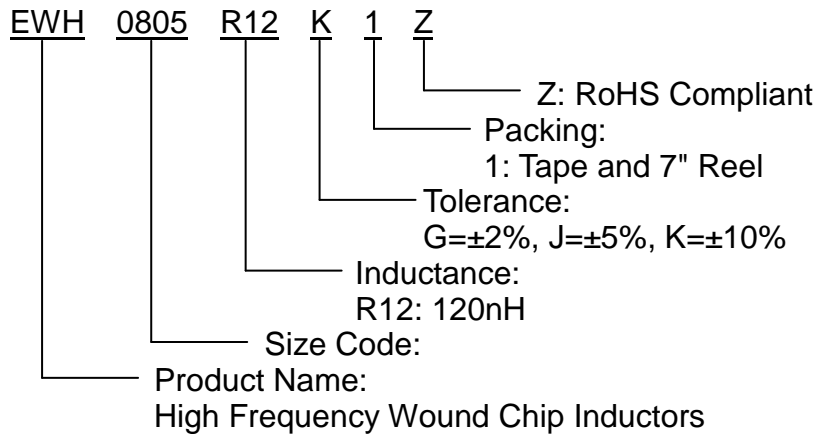 EWH 0805 R12 K 1 Z
Z: RoHS Compliant
Packing:
1: Tape and 7" Reel
Tolerance:
G=±2%, J=±5%, K=±10%
Inductance:
R12: 120nH
Size Code:
Product Name:
High Frequency Wound Chip Inductors